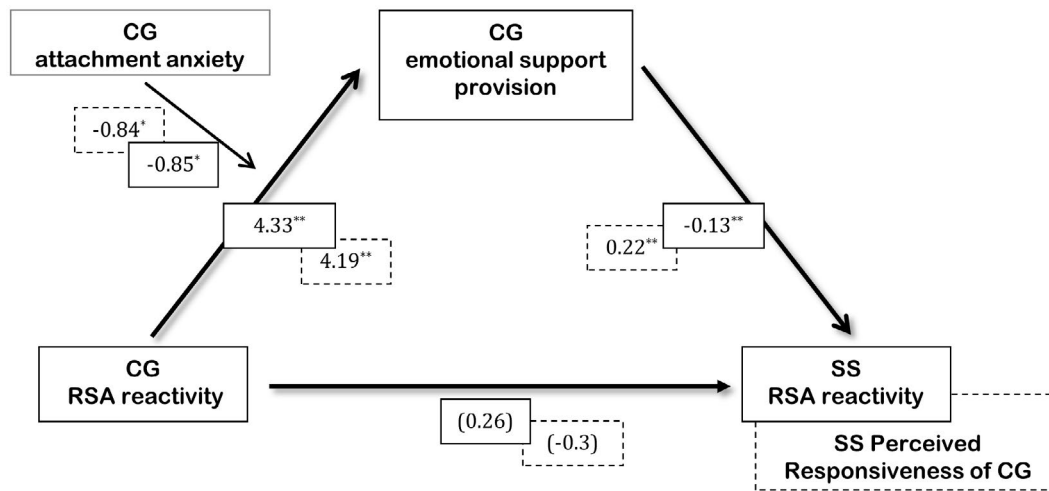 CG
attachment anxiety
CG
emotional support
provision
-0.84*
-0.85*
4.33**
4.19**
-0.13**
0.22**
CG
RSA reactivity
SS
RSA reactivity
(0.26)
(-0.3)
SS Perceived
Responsiveness of CG